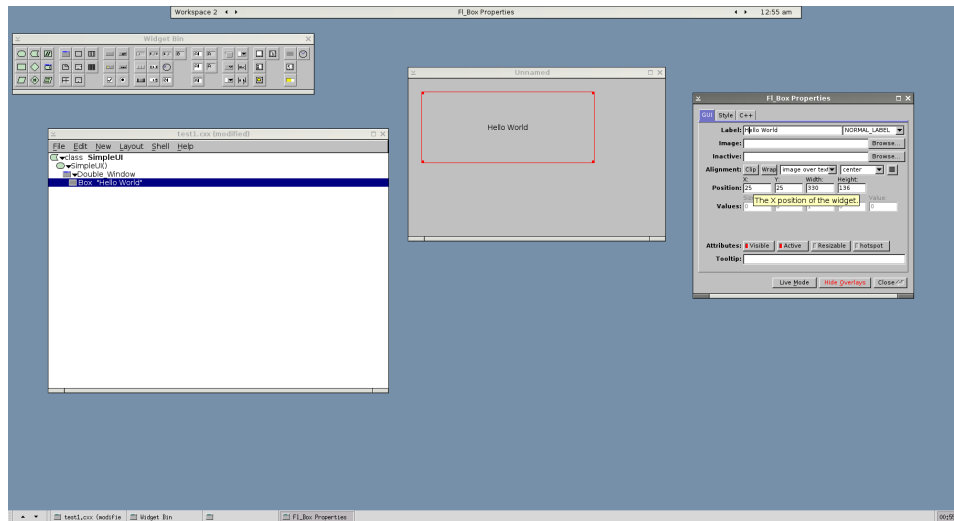 Workspace 2
Fl_Box Properties
12:55 am
Widget Bin
Unnamed
Hello World
test1.cxx (modified)
File Edit New Layout Shell Help
class SimpleUI
SimpleUI()
Double_Window
Box "Hello World"
Fl_Box Properties
GUI Style C++
Label: Hello World NORMAL_LABEL
Image: Browse...
Inactive: Browse...
Alignment: Clip Wrap image over text center
X: Y: Width: Height:
Position: 25 25 330 136
The X position of the widget.
Value:
Values: 0 0
Attributes: Visible Active Resizable hotspot
Tooltip:
Live Mode Hide Overlays Close
test1.cxx (modifie Widget Bin Fl_Box Properties